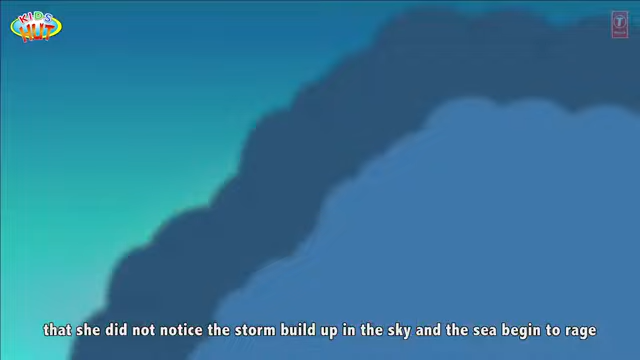 KIDS
HUT
T
that she did not notice the storm build up in the sky and the sea begin to rage